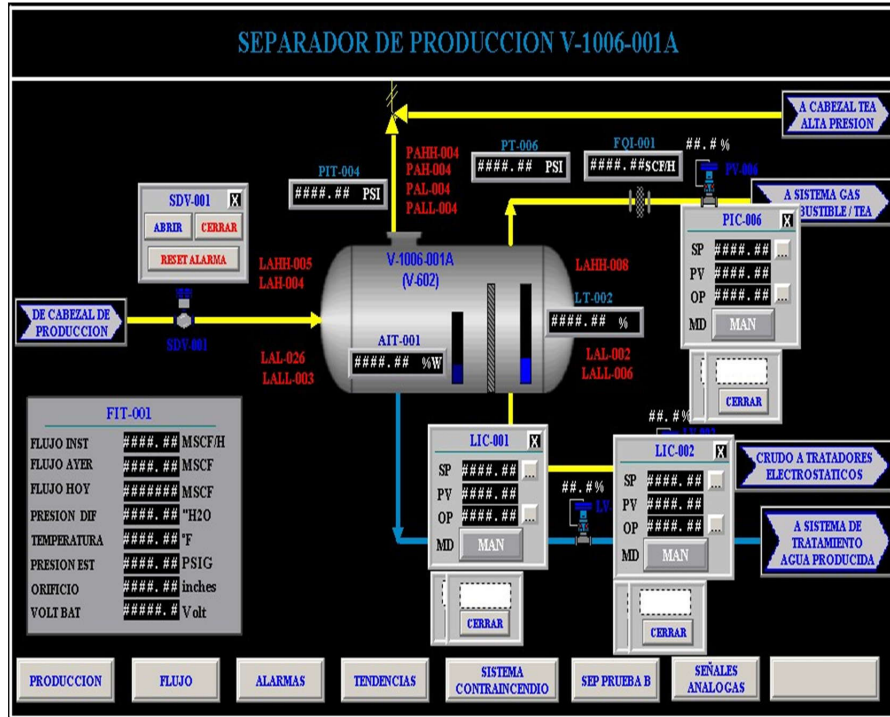 SEPARADOR DE PRODUCCION V-1006-001A
A CABEZAL TEA
ALTA PRESION
PAHH-004
PAH-004
PAL-004
PALL-004
PIT-004
####.## PSI
PT-006
####.## PSI
FQI-001
####.##SCF/H
##.#%
PV-006
A SISTEMA GAS
BUSTIBLE / TEA
SDV-001 X
ABRIR CERRAR
RESET ALARMA
PIC-006 X
SP ####.## ...
PV ####.##
OP ####.## ...
MD MAN
CERRAR
LAHH-005
LAH-004
V-1006-001A
(V-602)
LAHH-008
LT-002
####.## %
DE CABEZAL DE
PRODUCCION
SDV-001
AIT-001
####.## %W
LAL-026
LALL-003
LAL-002
LALL-006
FIT-001
FLUJO INST ####.## MSCF/H
FLUJO AYER ####.## MSCF
FLUJO HOY ####### MSCF
PRESION DIF ####.## "H2O
TEMPERATURA ####.## °F
PRESION EST ####.## PSIG
ORIFICIO ####.## inches
VOLT BAT #####.# Volt
LIC-001 X
SP ####.## ...
PV ####.##
OP ####.## ...
MD MAN
CERRAR
##.#%
LV-
##.#%
LIC-002 X
SP ####.## ...
PV ####.##
OP ####.## ...
MD MAN
CERRAR
CRUDO A TRATADORES
ELECTROSTATICOS
A SISTEMA DE
TRATAMIENTO
AGUA PRODUCIDA
PRODUCCION
FLUJO
ALARMAS
TENDENCIAS
SISTEMA
CONTRAINCENDIO
SEP PRUEBA B
SEÑALES
ANALOGAS